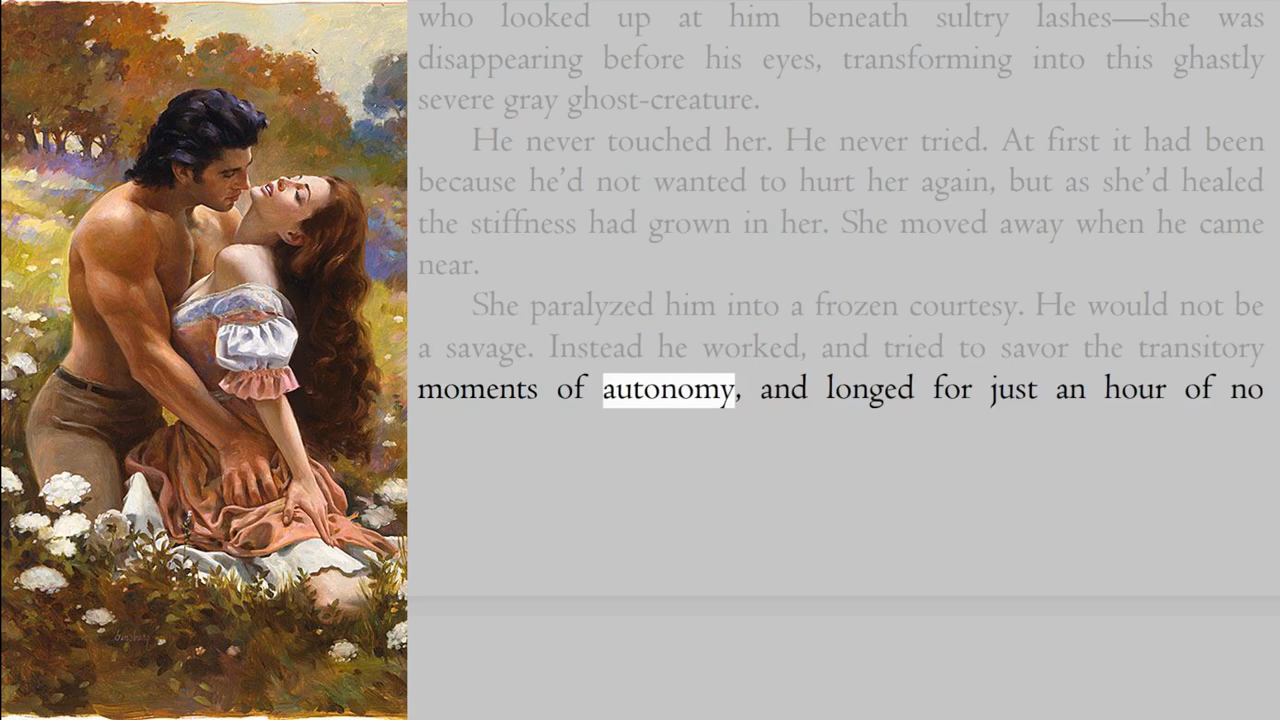 who looked up at him beneath sultry lashes—she was
disappearing before his eyes, transforming into this ghastly
severe gray ghost-creature.
He never touched her. He never tried. At first it had been
because he’d not wanted to hurt her again, but as she’d healed
the stiffness had grown in her. She moved away when he came
near.
She paralyzed him into a frozen courtesy. He would not be
a savage. Instead he worked, and tried to savor the transitory
moments of autonomy, and longed for just an hour of no